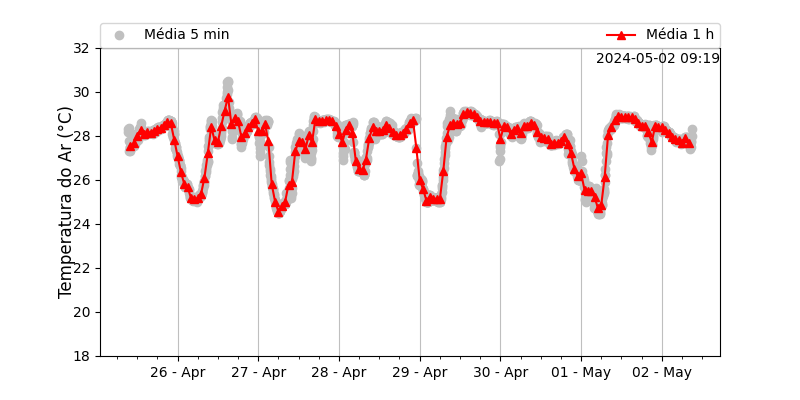 Média 5 min
Média 1 h
2024-05-02 09:19
Temperatura do Ar (°C)
32
30
28
26
24
22
20
18
26 - Apr
27 - Apr
28 - Apr
29 - Apr
30 - Apr
01 - May
02 - May